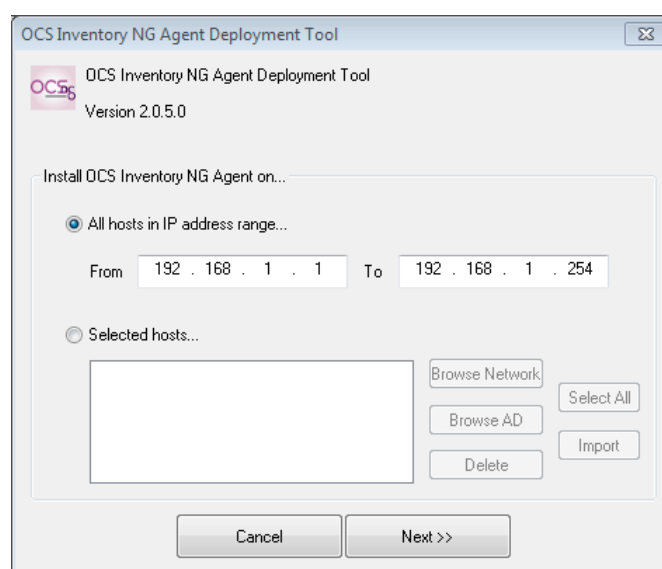 OCS Inventory NG Agent Deployment Tool
OCS Inventory NG Agent Deployment Tool
Version 2.0.5.0
Install OCS Inventory NG Agent on...
All hosts in IP address range...
From 192 . 168 . 1 . 1 To 192 . 168 . 1 . 254
Selected hosts...
Browse Network
Select All
Browse AD
Import
Delete
Cancel Next >>